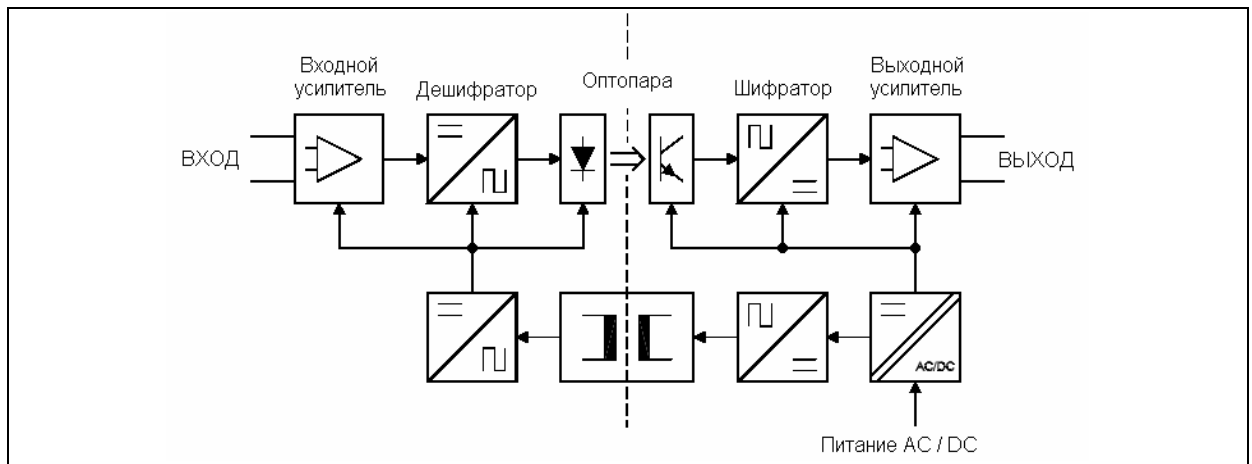 Входной
усилитель
Дешифратор
Оптопара
Шифратор
Выходной
усилитель
ВХОД
ВЫХОД
AC/DC
Питание AC / DC